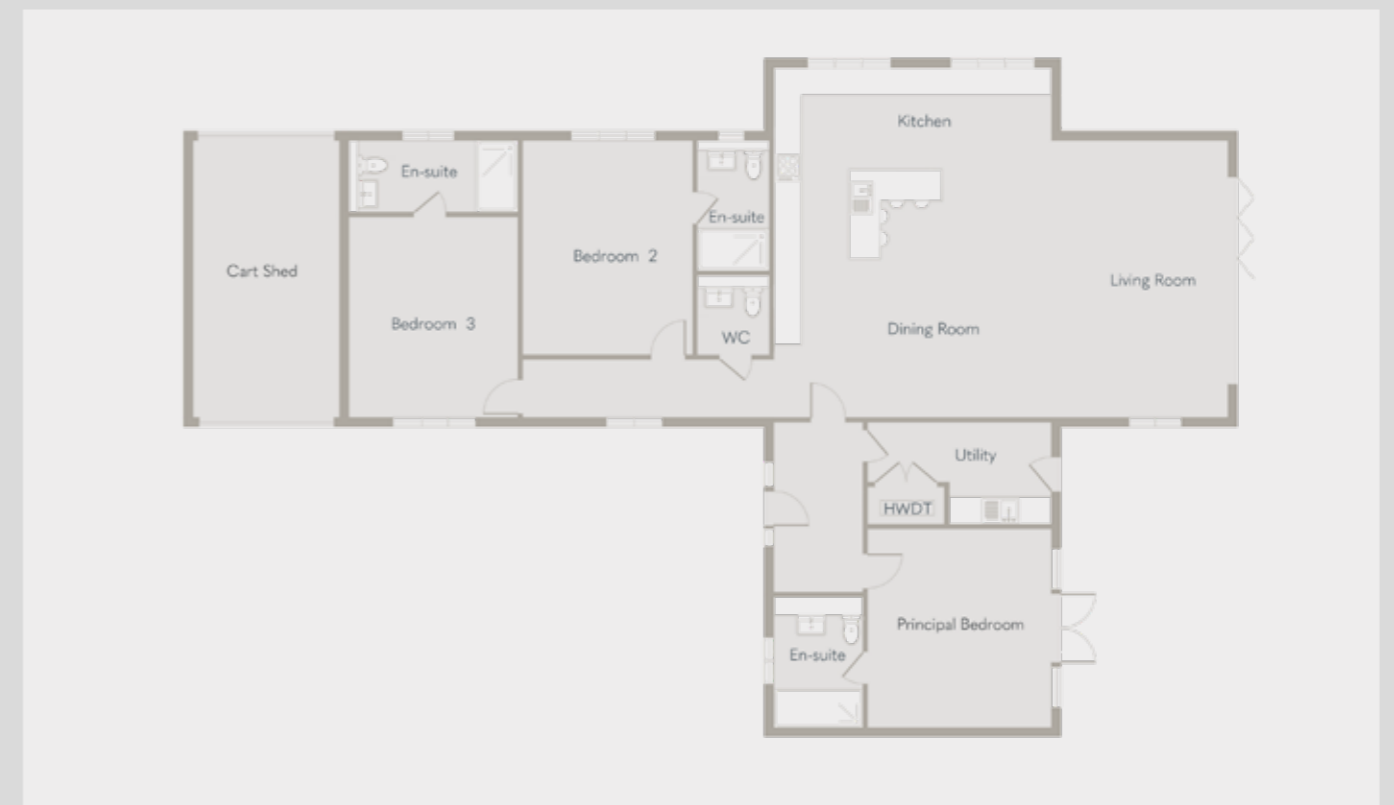 Kitchen
En-suite
En-suite
Bedroom 2
Cart Shed
Living Room
Bedroom 3
Dining Room
WC
Utility
HWDT
Principal Bedroom
En-suite